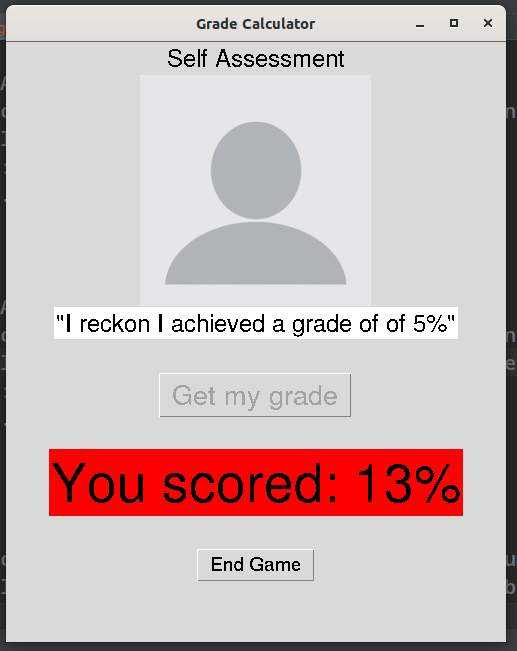 Grade Calculator
Self Assessment
"I reckon I achieved a grade of of 5%"
Get my grade
You scored: 13%
End Game